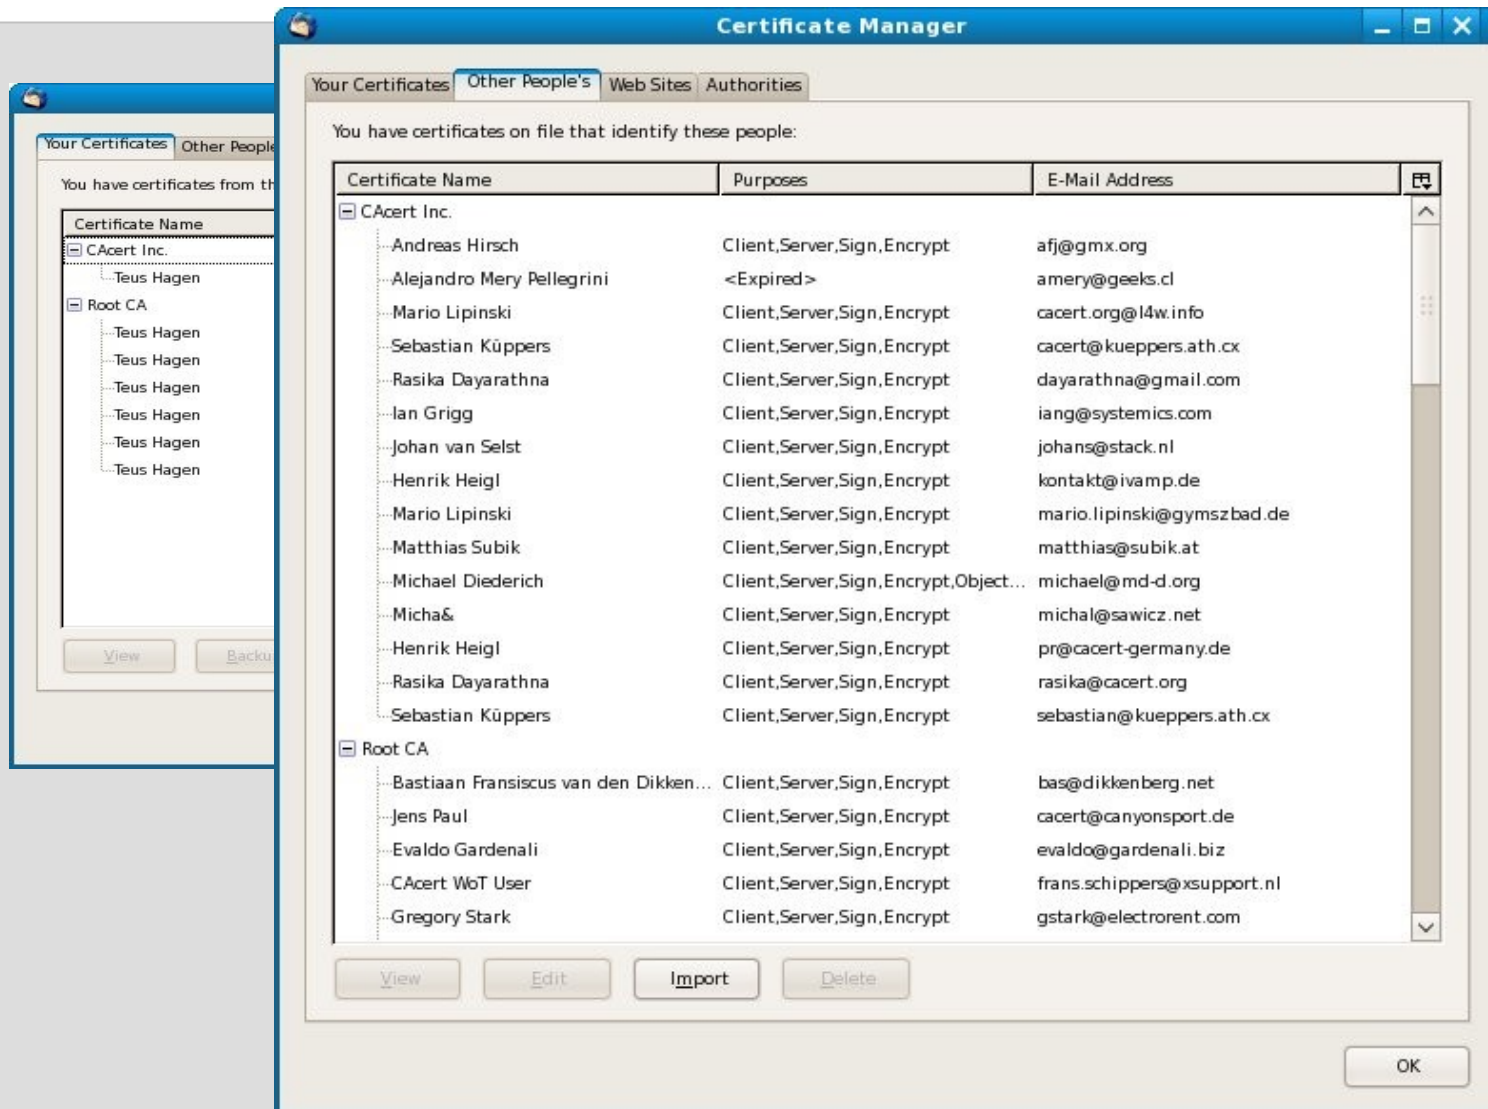 Certificate Manager
Your Certificates Other People's Web Sites Authorities
You have certificates on file that identify these people:
Certificate Name Purposes E-Mail Address
CAcert Inc.
Andreas Hirsch Client,Server,Sign,Encrypt afj@gmx.org
Alejandro Mery Pellegrini <Expired> amery@geeks.cl
Mario Lipinski Client,Server,Sign,Encrypt cacert.org@l4w.info
Sebastian Küppers Client,Server,Sign,Encrypt cacert@kueppers.ath.cx
Rasika Dayarathna Client,Server,Sign,Encrypt dayarathna@gmail.com
Ian Grigg Client,Server,Sign,Encrypt iang@systemics.com
Johan van Selst Client,Server,Sign,Encrypt johans@stack.nl
Henrik Heigl Client,Server,Sign,Encrypt kontakt@ivamp.de
Mario Lipinski Client,Server,Sign,Encrypt mario.lipinski@gymszbad.de
Matthias Subik Client,Server,Sign,Encrypt matthias@subik.at
Michael Diederich Client,Server,Sign,Encrypt,Object... michael@md-d.org
Micha& Client,Server,Sign,Encrypt michal@sawicz.net
Henrik Heigl Client,Server,Sign,Encrypt pr@cacert-germany.de
Rasika Dayarathna Client,Server,Sign,Encrypt rasika@cacert.org
Sebastian Küppers Client,Server,Sign,Encrypt sebastian@kueppers.ath.cx
Root CA
Bastiaan Fransiscus van den Dikken... Client,Server,Sign,Encrypt bas@dikkenberg.net
Jens Paul Client,Server,Sign,Encrypt cacert@canyonsport.de
Evaldo Gardenali Client,Server,Sign,Encrypt evaldo@gardenali.biz
CAcert WoT User Client,Server,Sign,Encrypt frans.schippers@xsupport.nl
Gregory Stark Client,Server,Sign,Encrypt gstark@electrorent.com
View Edit Import Delete
OK
Your Certificates Other People
You have certificates from th
Certificate Name
CAcert Inc.
Teus Hagen
Root CA
Teus Hagen
Teus Hagen
Teus Hagen
Teus Hagen
Teus Hagen
Teus Hagen
View Backu